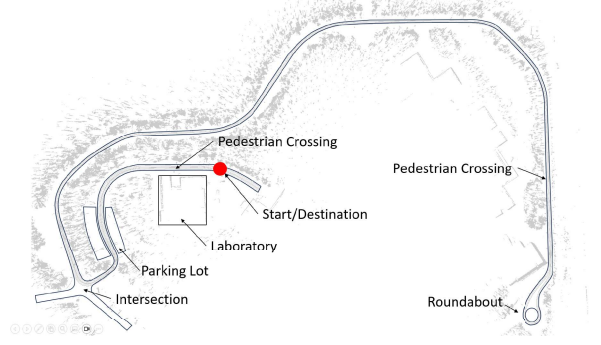 Pedestrian Crossing
Pedestrian Crossing
Start/Destination
Laboratory
Parking Lot
Intersection
Roundabout